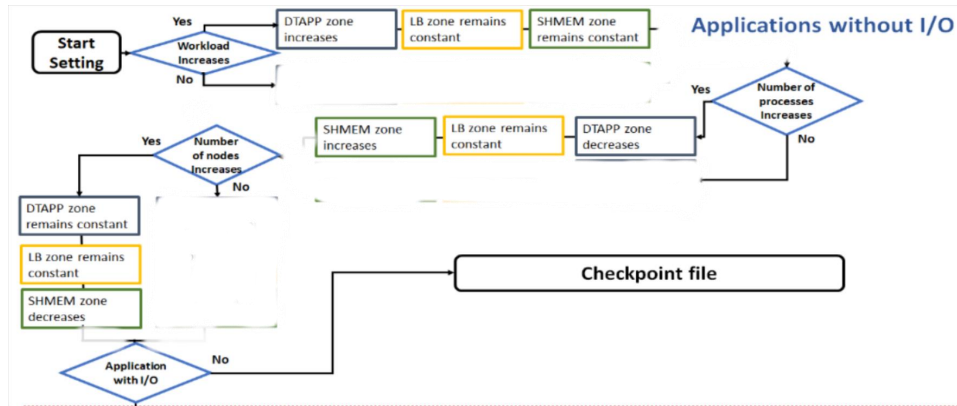 Applications without I/O
Start
Setting
Workload
Increases
Yes
No
DTAPP zone
increases
LB zone remains
constant
SHMEM zone
remains constant
Number of
processes
Increases
Yes
No
DTAPP zone
decreases
LB zone remains
constant
SHMEM zone
increases
Number
of nodes
Increases
Yes
No
DTAPP zone
remains constant
LB zone remains
constant
SHMEM zone
decreases
Application
with I/O
No
Checkpoint file